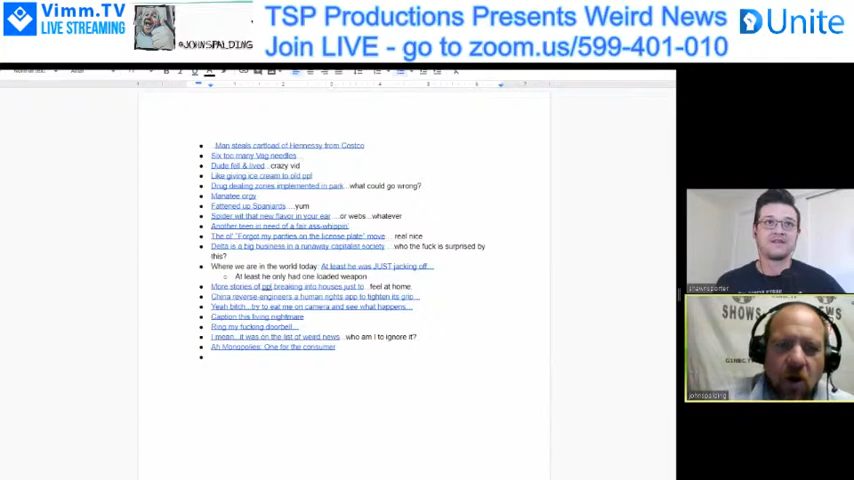 Vimm.TV
LIVE STREAMING
@JOHNSPALDING
TSP Productions Presents Weird News
Join LIVE - go to zoom.us/599-401-010
Unite
Man steals cartload of Hennessy from Costco
Six too many Vag needles
Dude fell & lived...crazy vid
Like giving ice cream to old ppl
Drug dealing zones implemented in park...what could go wrong?
Manatee orgy
Fattened up Spaniards....yum
Spider wit that new flavor in your ear....or webs...whatever
Another teen in need of a fair ass-whippin'
The ol' "Forgot my panties on the license plate" move....real nice
Delta is a big business in a runaway capitalist society....who the fuck is surprised by
this?
Where we are in the world today: At least he was JUST jacking off...
At least he only had one loaded weapon
More stories of ppl breaking into houses just to...feel at home.
China reverse-engineers a human rights app to tighten its grip...
Yeah bitch...try to eat me on camera and see what happens...
Caption this living nightmare
Ring my fucking doorbell...
I mean...it was on the list of weird news...who am I to ignore it?
Ah Monopolies: One for the consumer
shawnsporter
SHOWS
johnspalding